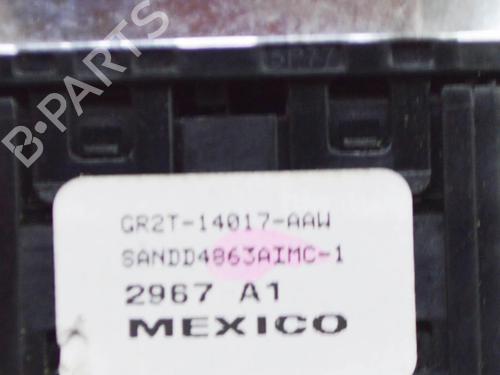 B-PARTS
GR2T-14017-AAW
SANDD4863AIMC-1
2967 A1
MEXICO